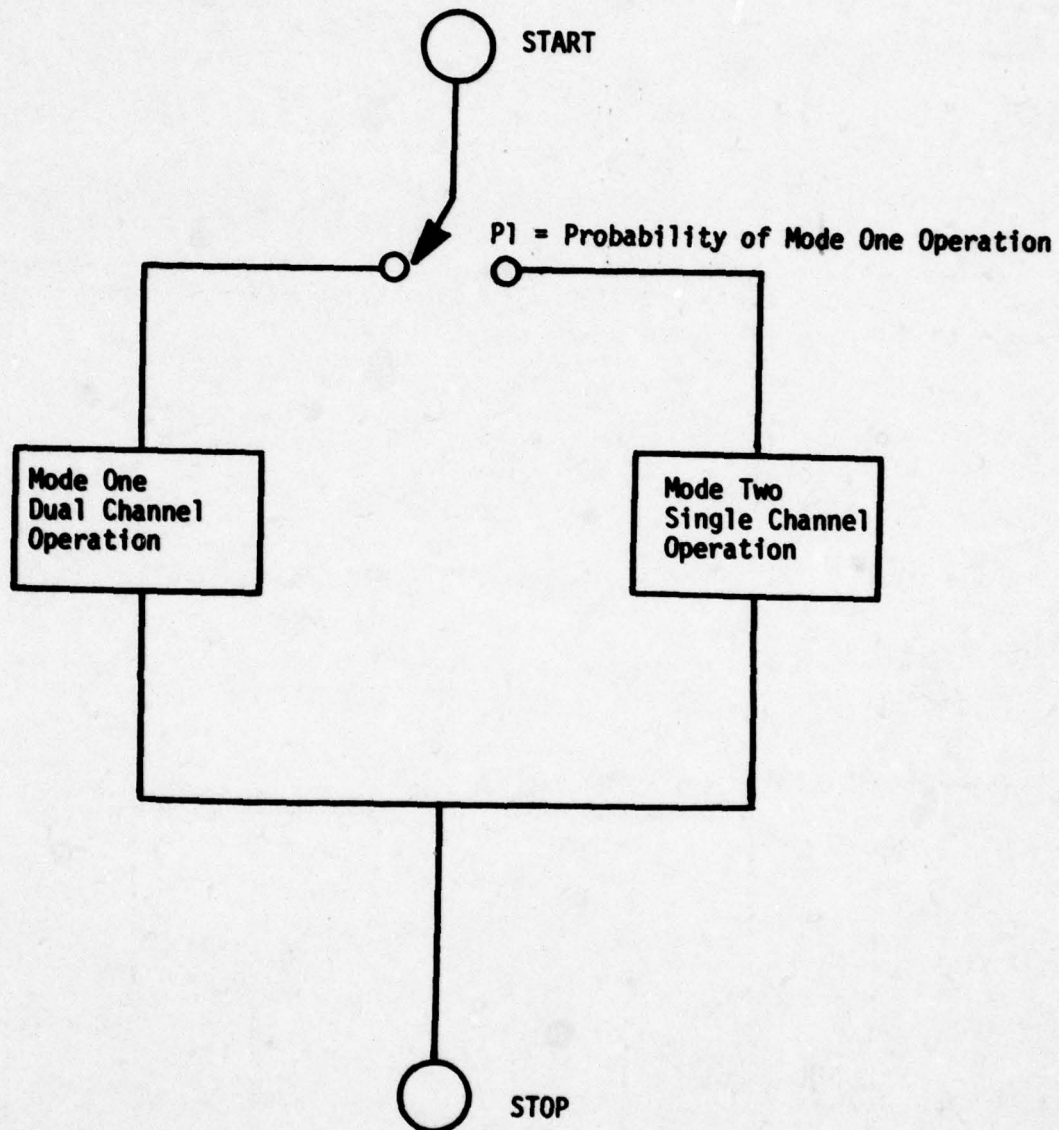 START
P1 = Probability of Mode One Operation
Mode One
Dual Channel
Operation
Mode Two
Single Channel
Operation
STOP